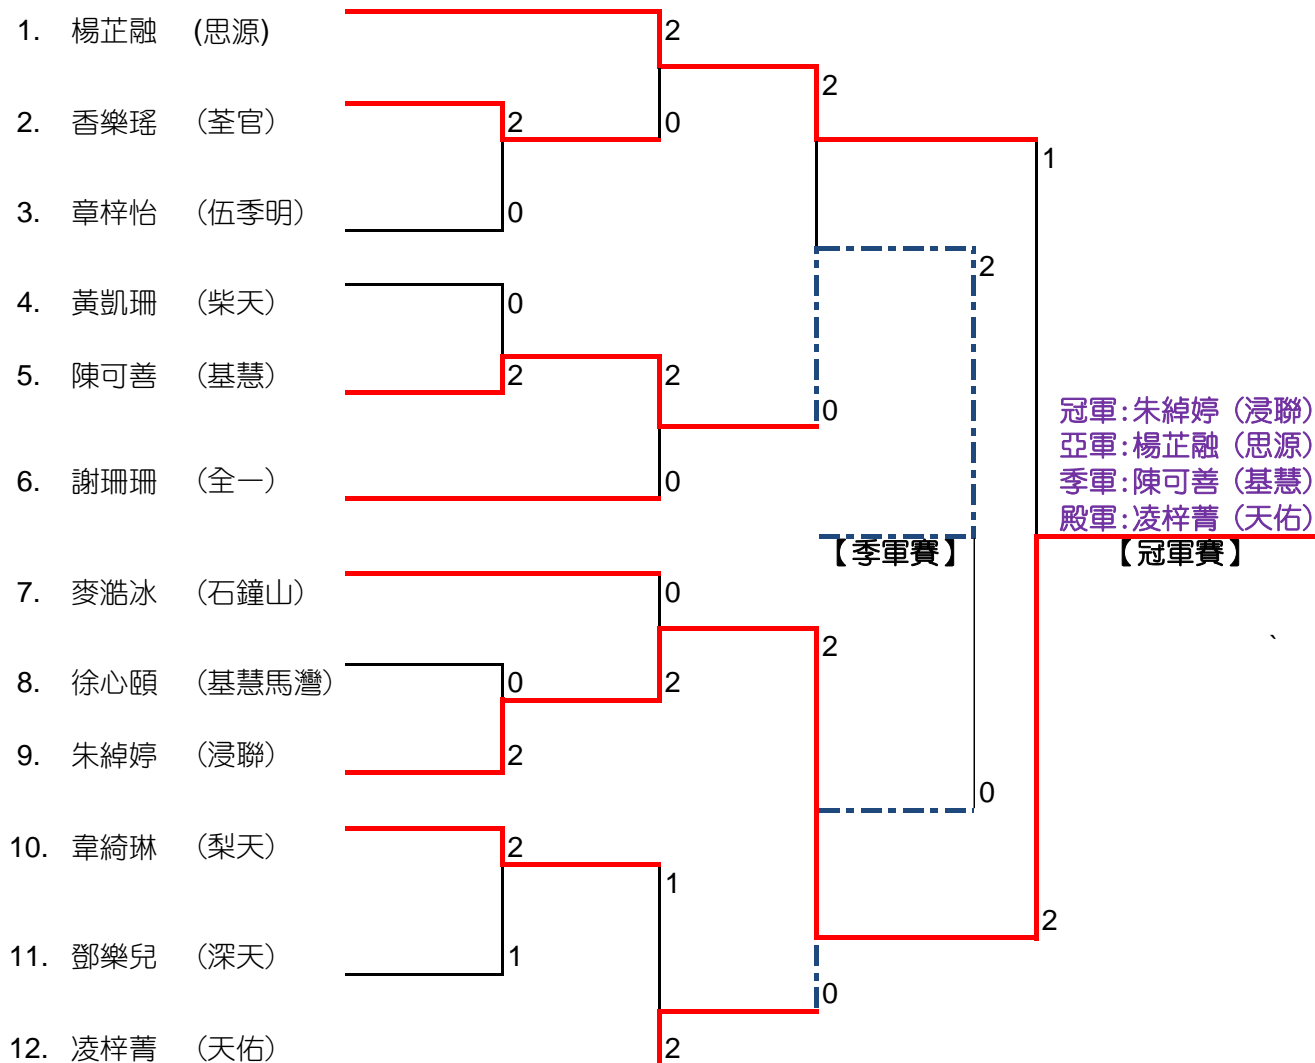 1. 楊芷融 (思源)
2
2
2. 香樂瑤 (荃官)
2
0
1
3. 章梓怡 (伍季明)
0
2
4. 黃凱珊 (柴天)
0
5. 陳可善 (基慧)
2
2
0
冠軍:朱綽婷 (浸聯)
亞軍:楊芷融 (思源)
季軍:陳可善 (基慧)
殿軍:凌梓菁 (天佑)
6. 謝珊珊 (全一)
0
【季軍賽】
【冠軍賽】
7. 麥澔冰 (石鐘山)
0
2
、
8. 徐心頤 (基慧馬灣)
0
2
9. 朱綽婷 (浸聯)
2
0
10. 韋綺琳 (梨天)
2
1
2
11. 鄧樂兒 (深天)
1
0
12. 凌梓菁 (天佑)
2